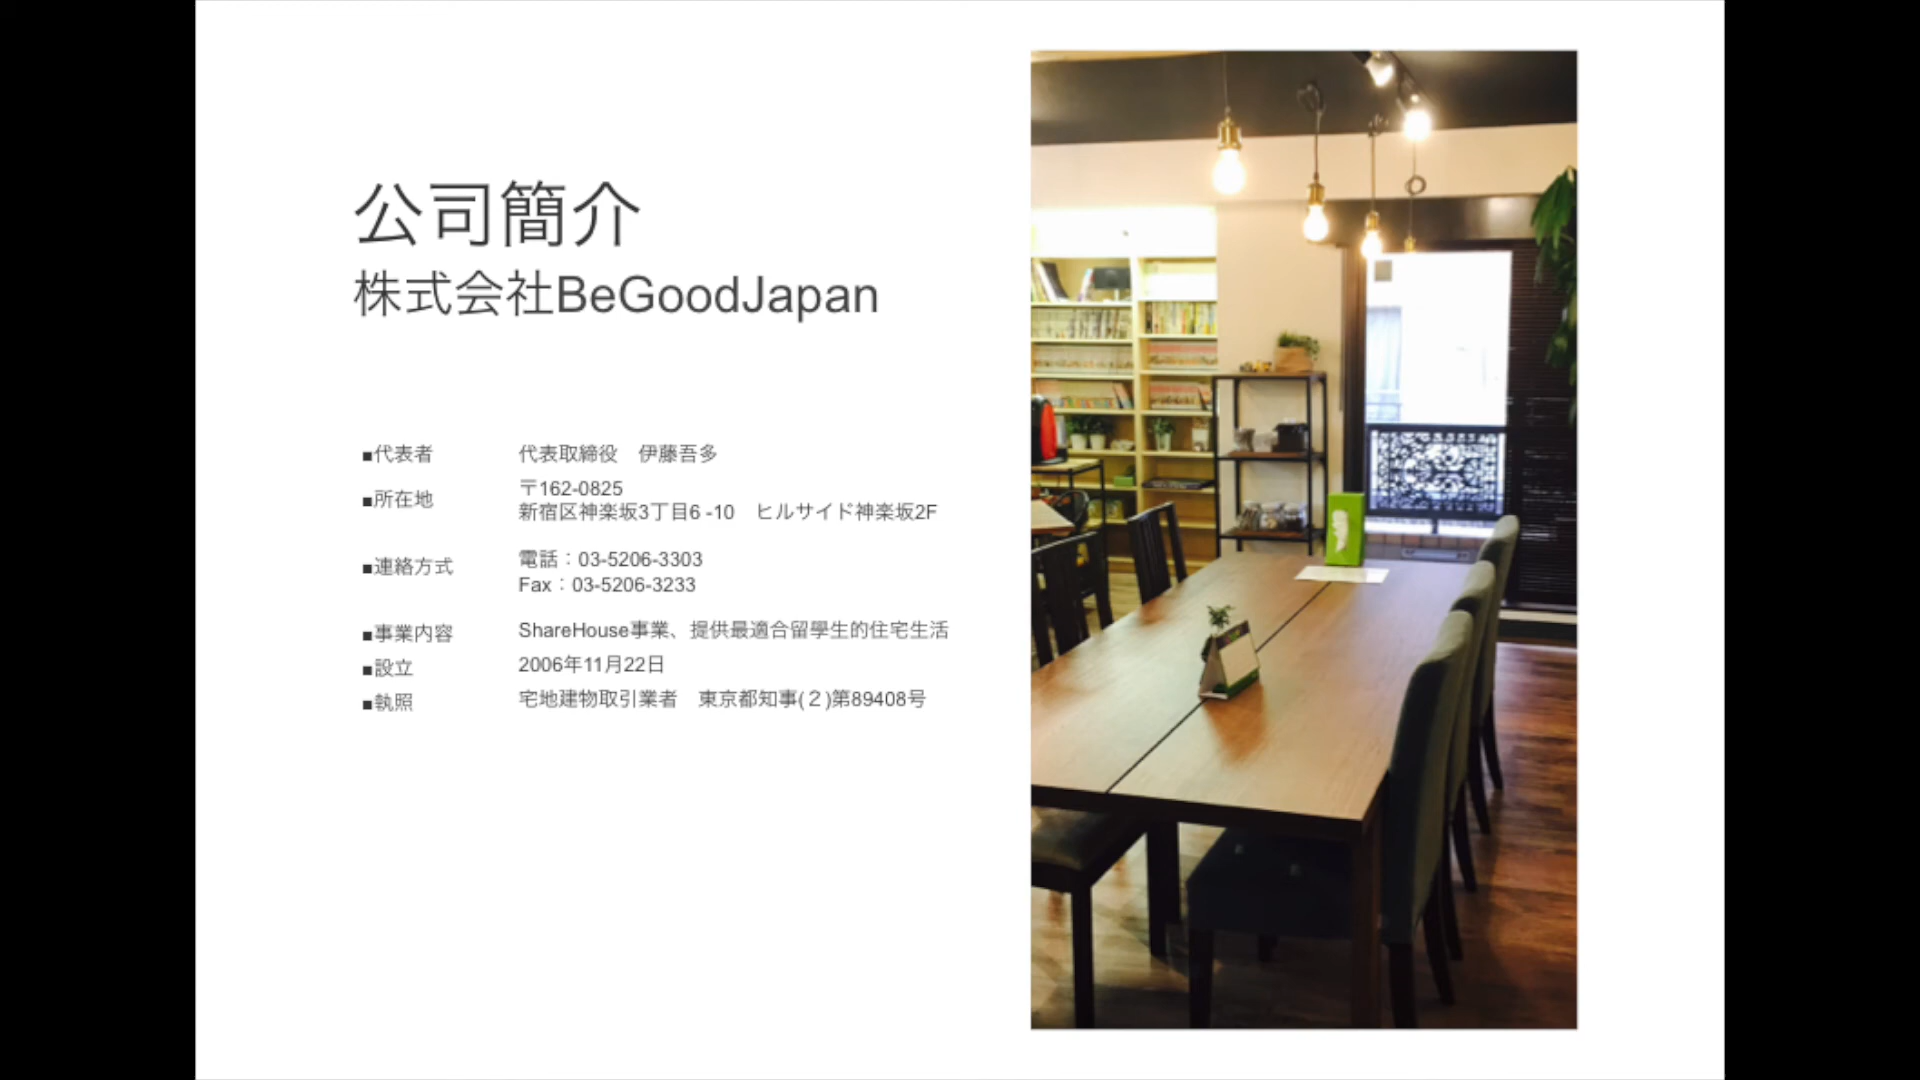 公司簡介
株式会社BeGoodJapan
■代表者 代表取締役　伊藤吾多
■所在地 〒162-0825
新宿区神楽坂3丁目6 -10　ヒルサイド神楽坂2F
■連絡方式 電話：03-5206-3303
Fax：03-5206-3233
■事業内容 ShareHouse事業、提供最適合留學生的住宅生活
■設立 2006年11月22日
■執照 宅地建物取引業者　東京都知事(２)第89408号